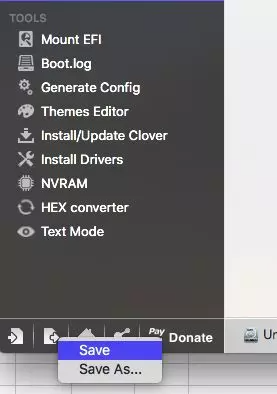 TOOLS
Mount EFI
Boot.log
Generate Config
Themes Editor
Install/Update Clover
Install Drivers
NVRAM
HEX converter
Text Mode
Pay Donate
Un
Save
Save As...